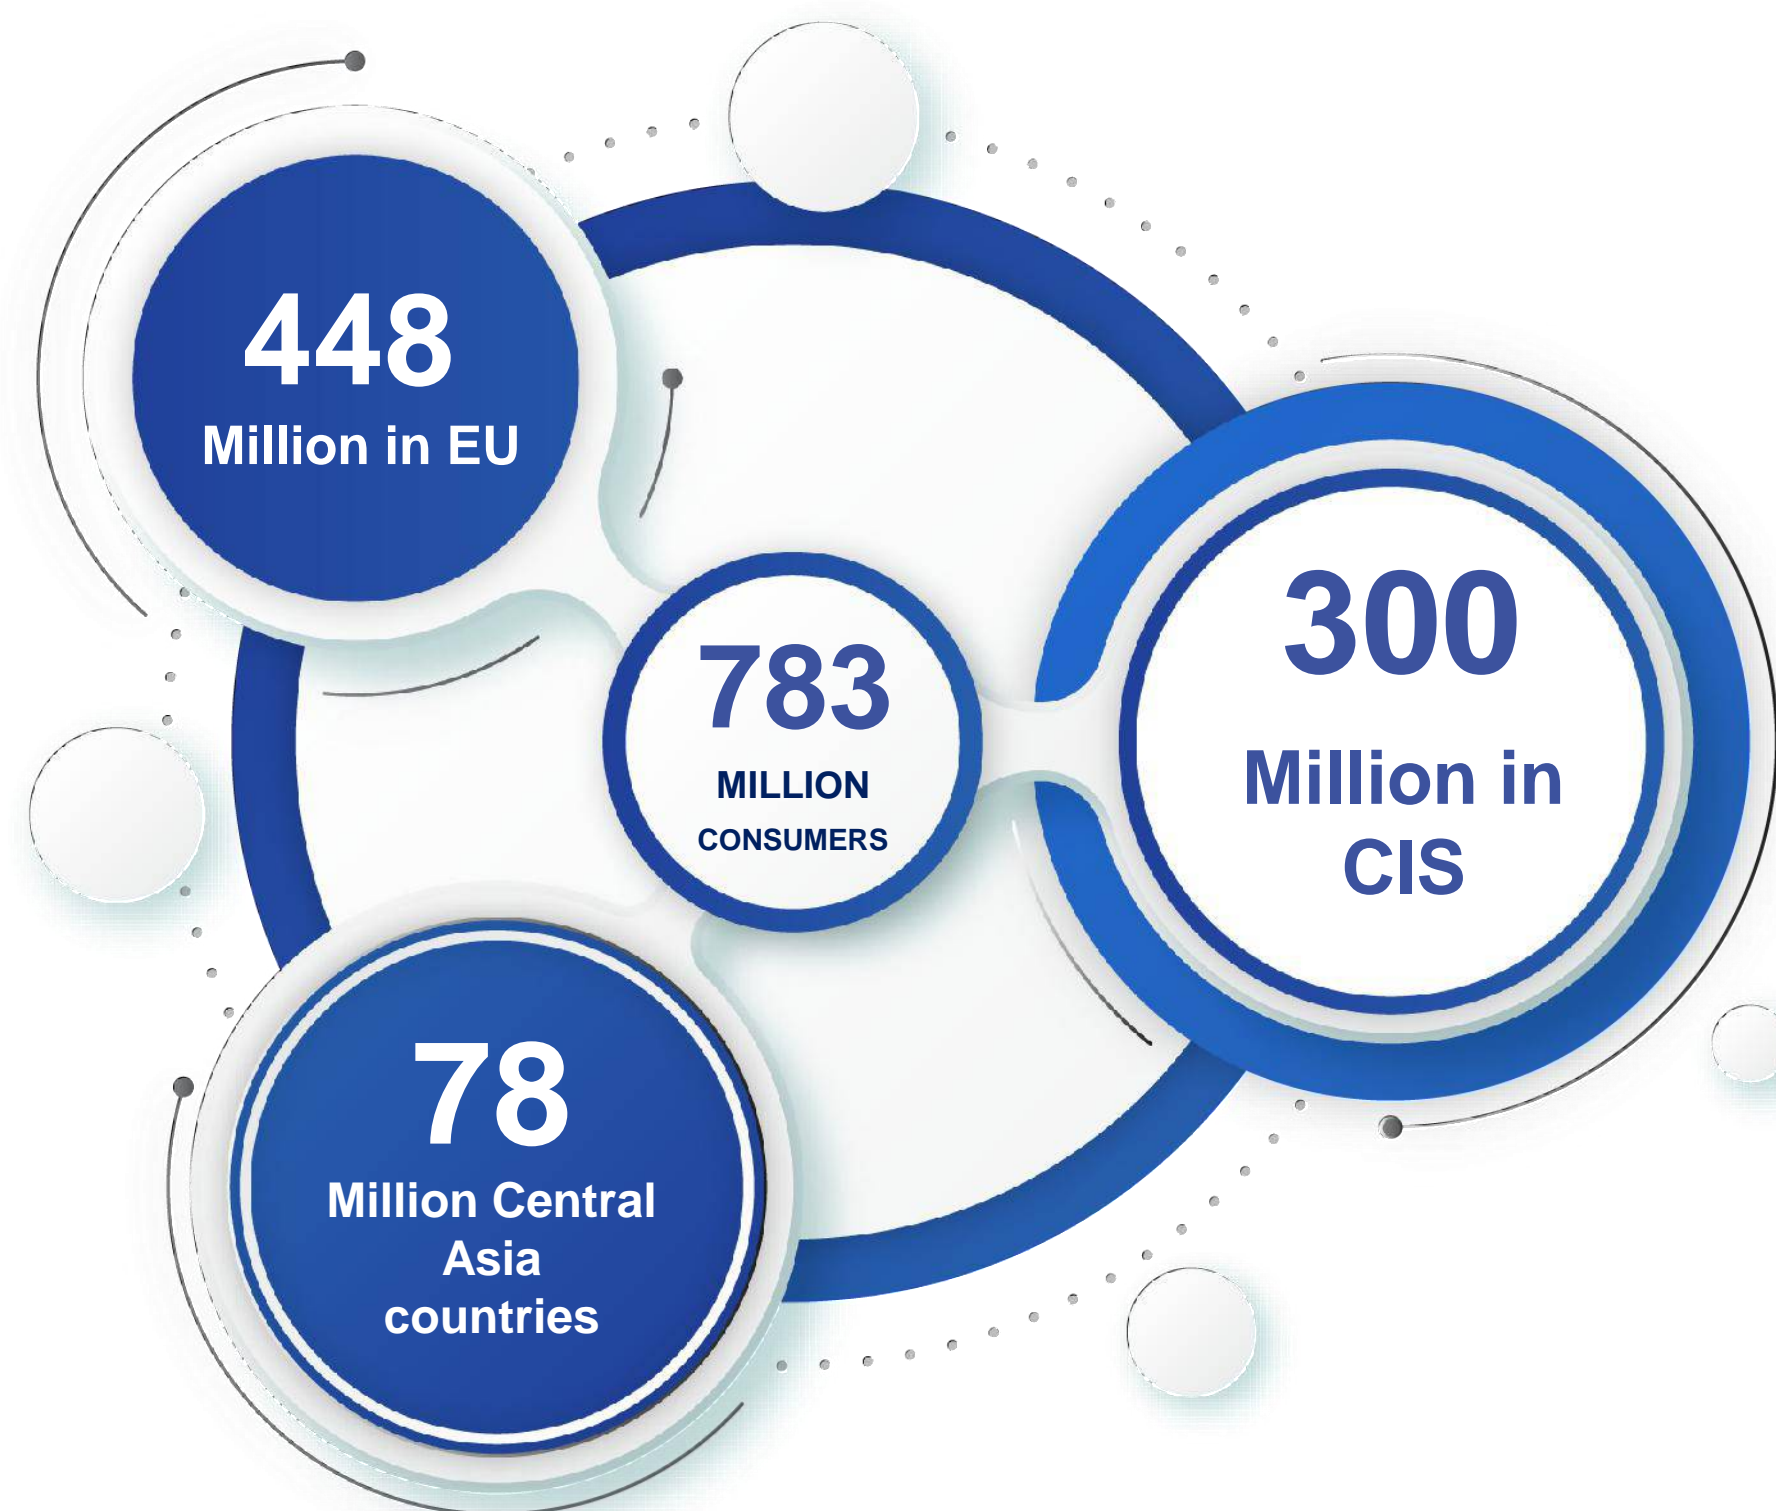 448
Million in EU
783
MILLION
CONSUMERS
300
Million in
CIS
78
Million Central
Asia
countries